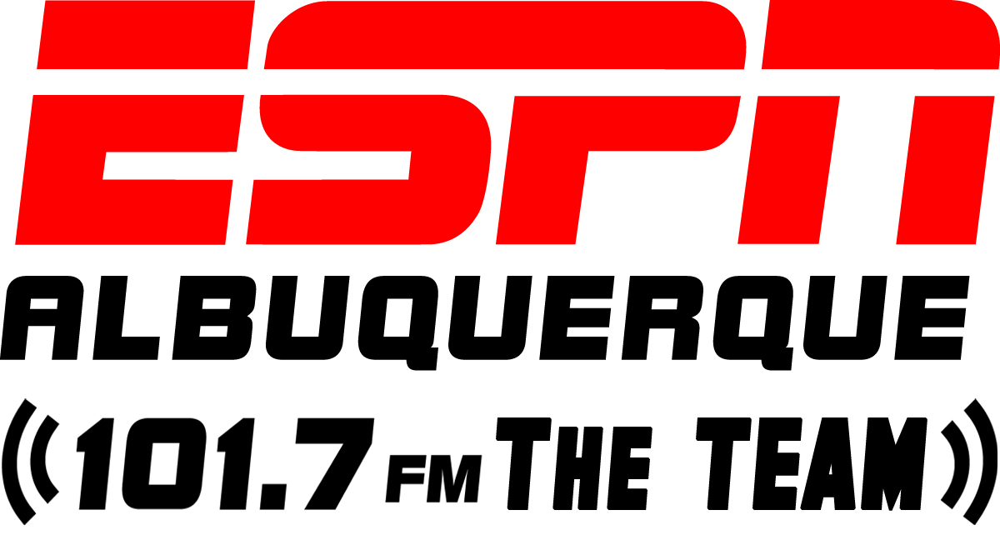 ESPN
ALBUQUERQUE
101.7 FM THE TEAM